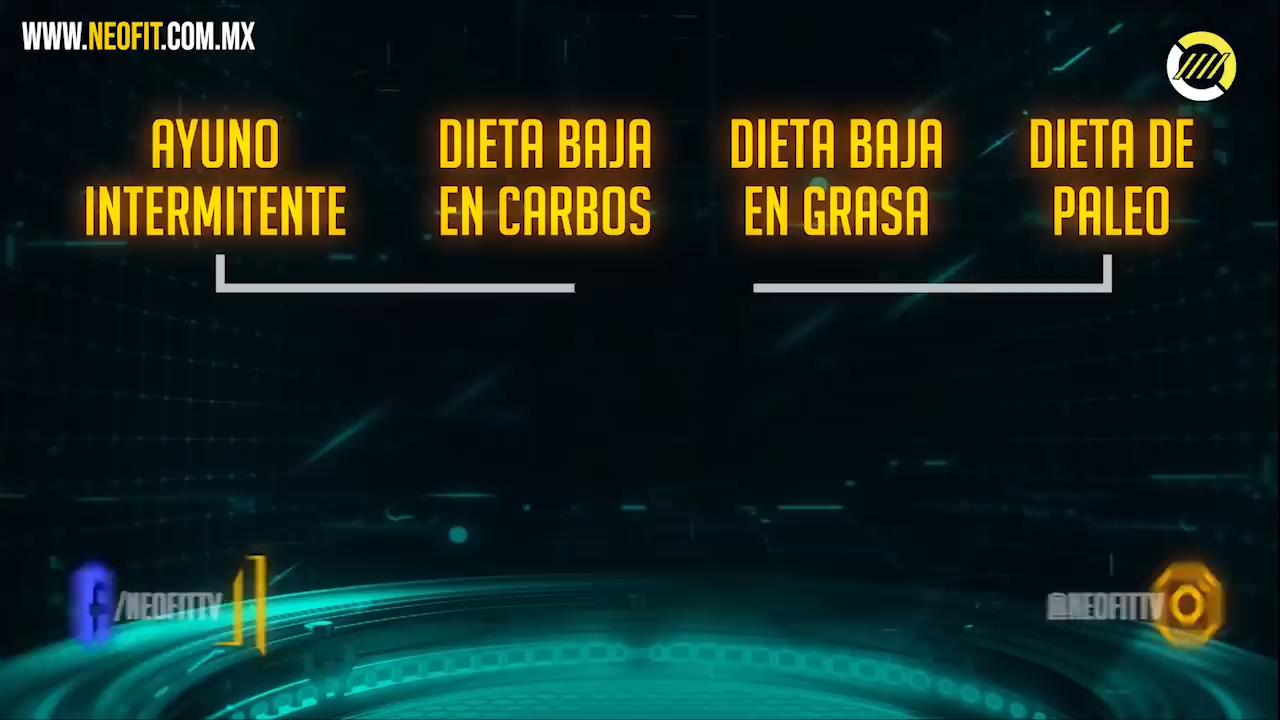 WWW.NEOFIT.COM.MX
AYUNO
INTERMITENTE
DIETA BAJA
EN CARBOS
DIETA BAJA
EN GRASA
DIETA DE
PALEO
/NEOFITTV
@NEOFITTV